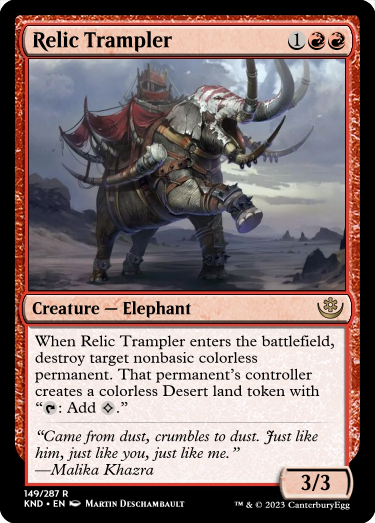 Relic Trampler 1
Creature — Elephant
When Relic Trampler enters the battlefield,
destroy target nonbasic colorless
permanent. That permanent's controller
creates a colorless Desert land token with
“: Add .”
“Came from dust, crumbles to dust. Just like
him, just like you, just like me.”
—Malika Khazra
3/3
149/287 R
KND • EN Martin Deschambault
™ & © 2023 CanterburyEgg